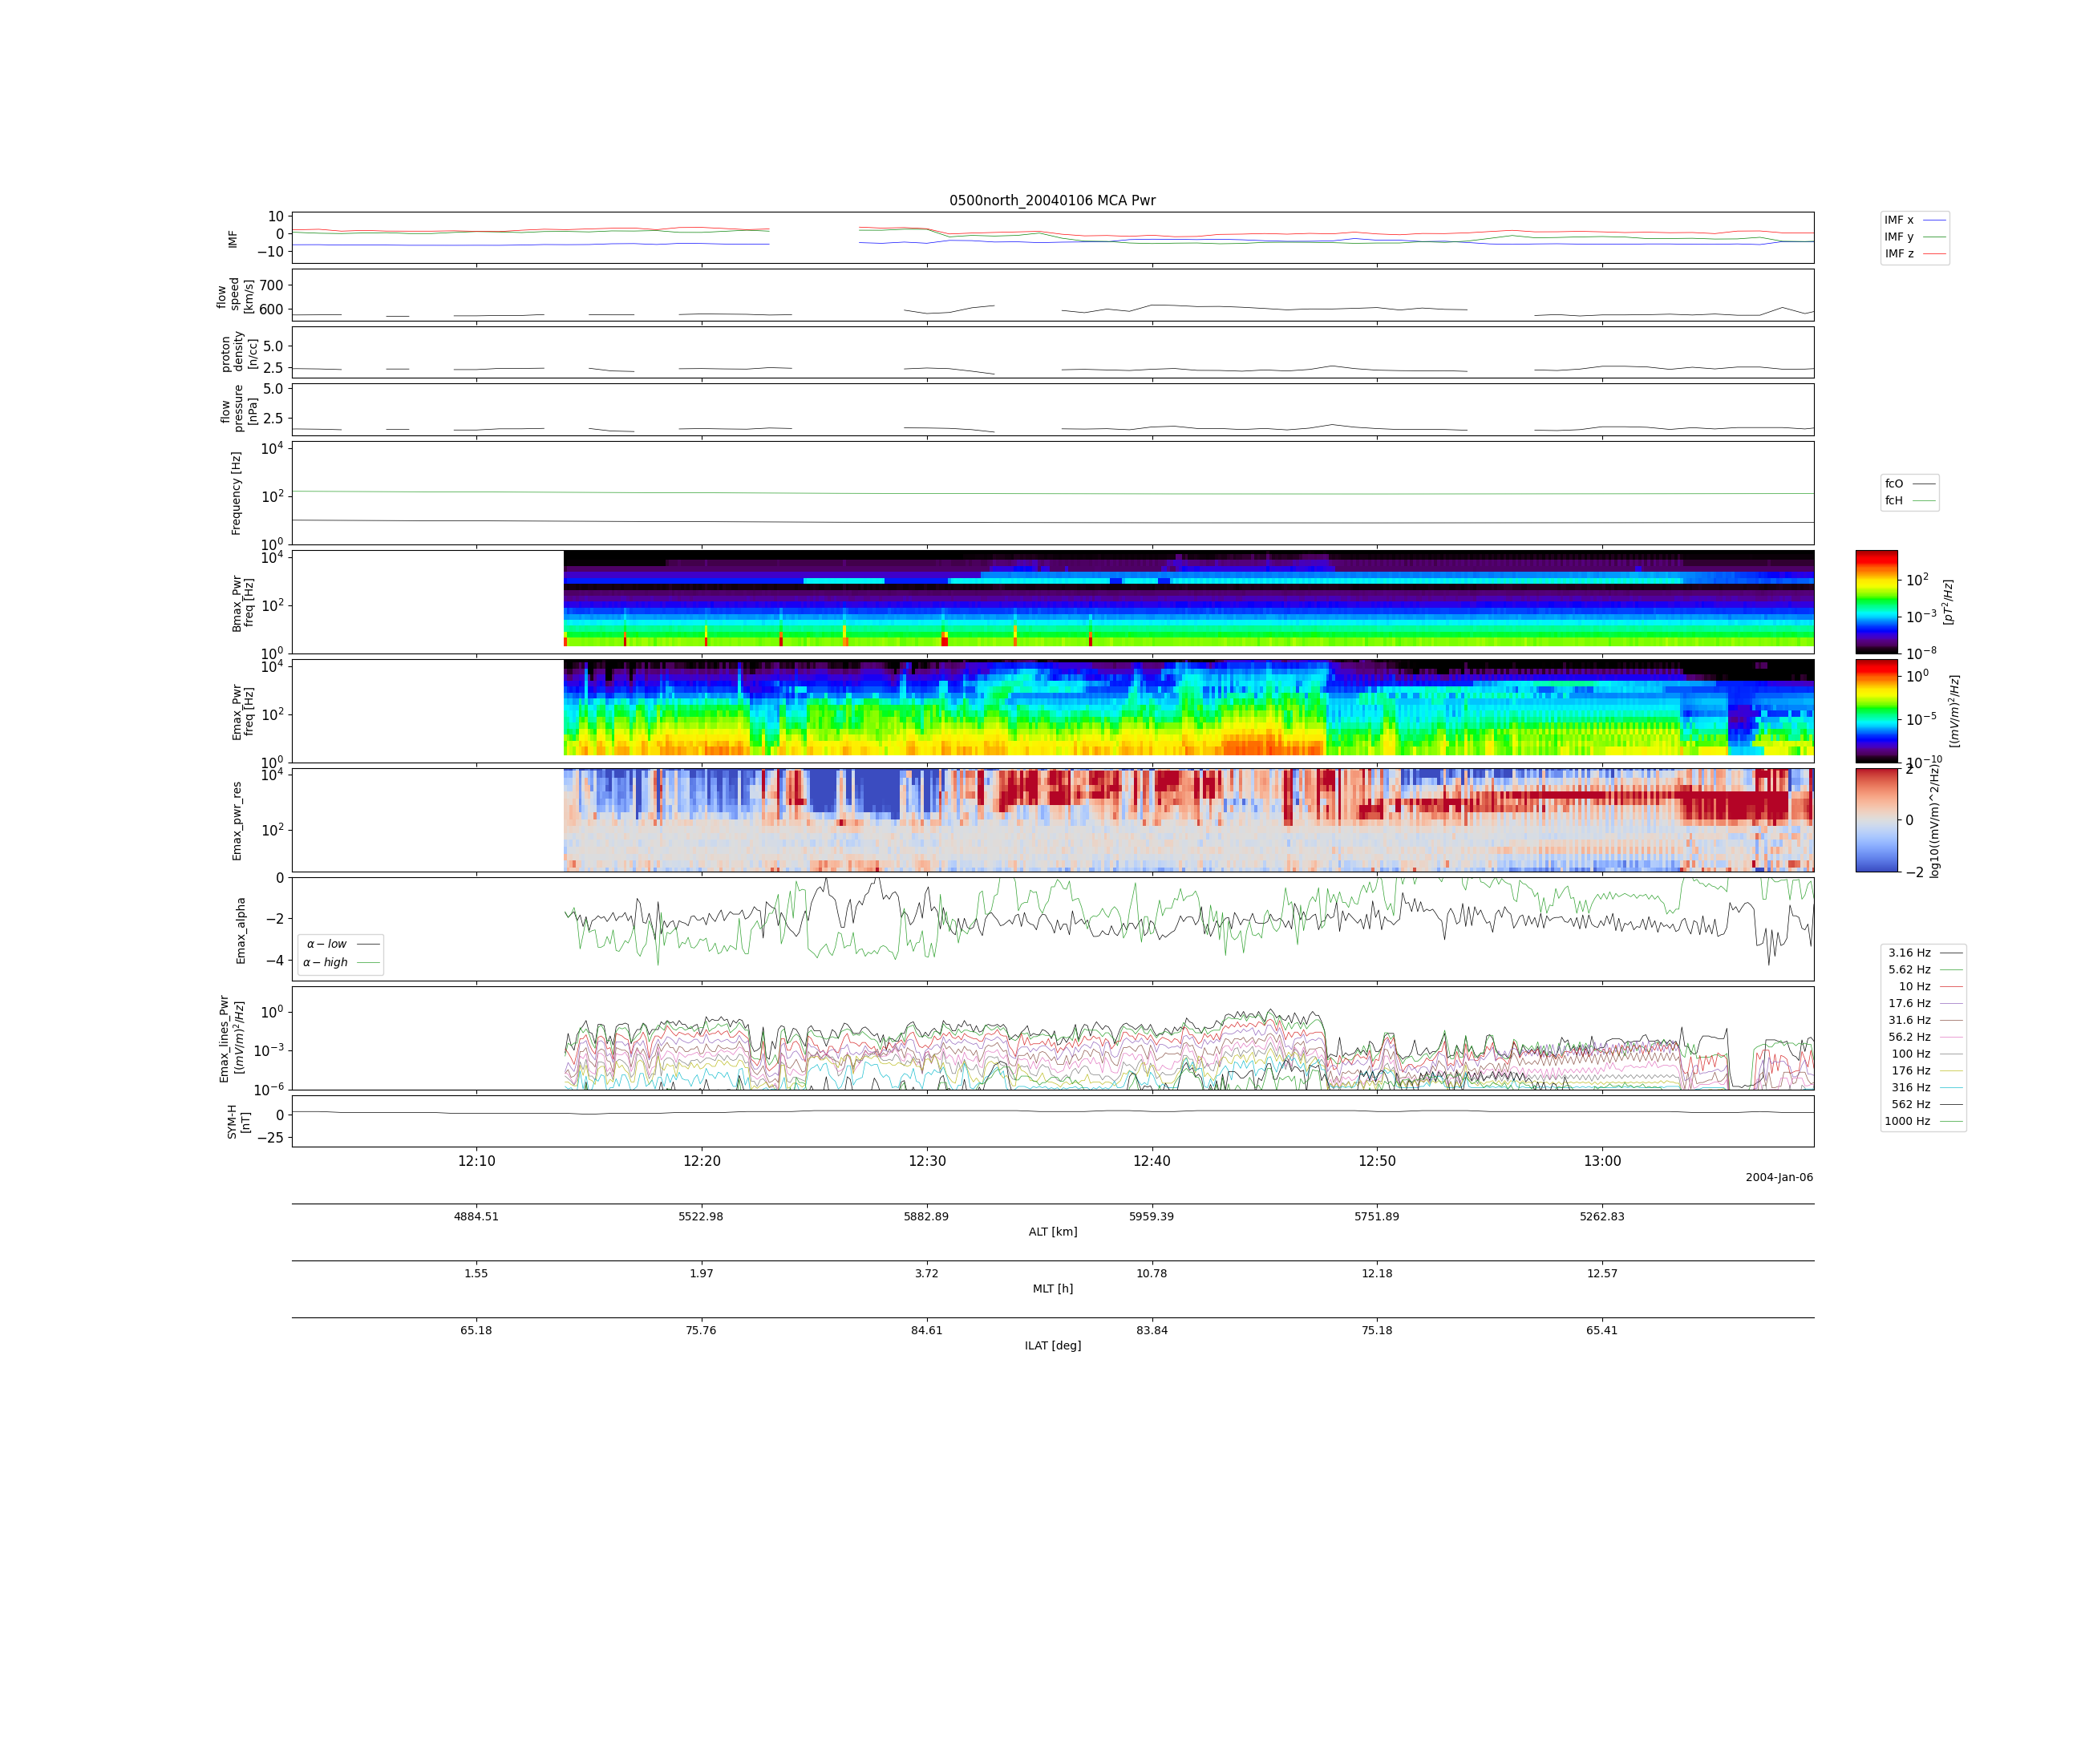 0500north_20040106 MCA Pwr
10
0
−10
IMF
IMF x
IMF y
IMF z
700
600
flow
speed
[km/s]
5.0
2.5
proton
density
[n/cc]
5.0
2.5
flow
pressure
[nPa]
10^4
10^2
10^0
Frequency [Hz]
fcO
fcH
10^4
10^2
10^0
Bmax_Pwr
freq [Hz]
10^2
10^−3
10^−8
[pT^2/Hz]
10^4
10^2
10^0
Emax_Pwr
freq [Hz]
10^0
10^−5
10^−10
[(mV/m)^2/Hz]
10^4
10^2
Emax_pwr_res
2
0
−2
log10((mV/m)^2/Hz)
0
−2
−4
Emax_alpha
α − low
α − high
10^0
10^−3
10^−6
Emax_lines_Pwr
[(mV/m)^2/Hz]
3.16 Hz
5.62 Hz
10 Hz
17.6 Hz
31.6 Hz
56.2 Hz
100 Hz
176 Hz
316 Hz
562 Hz
1000 Hz
0
−25
SYM-H
[nT]
12:10 12:20 12:30 12:40 12:50 13:00
2004-Jan-06
4884.51 5522.98 5882.89 5959.39 5751.89 5262.83
ALT [km]
1.55 1.97 3.72 10.78 12.18 12.57
MLT [h]
65.18 75.76 84.61 83.84 75.18 65.41
ILAT [deg]